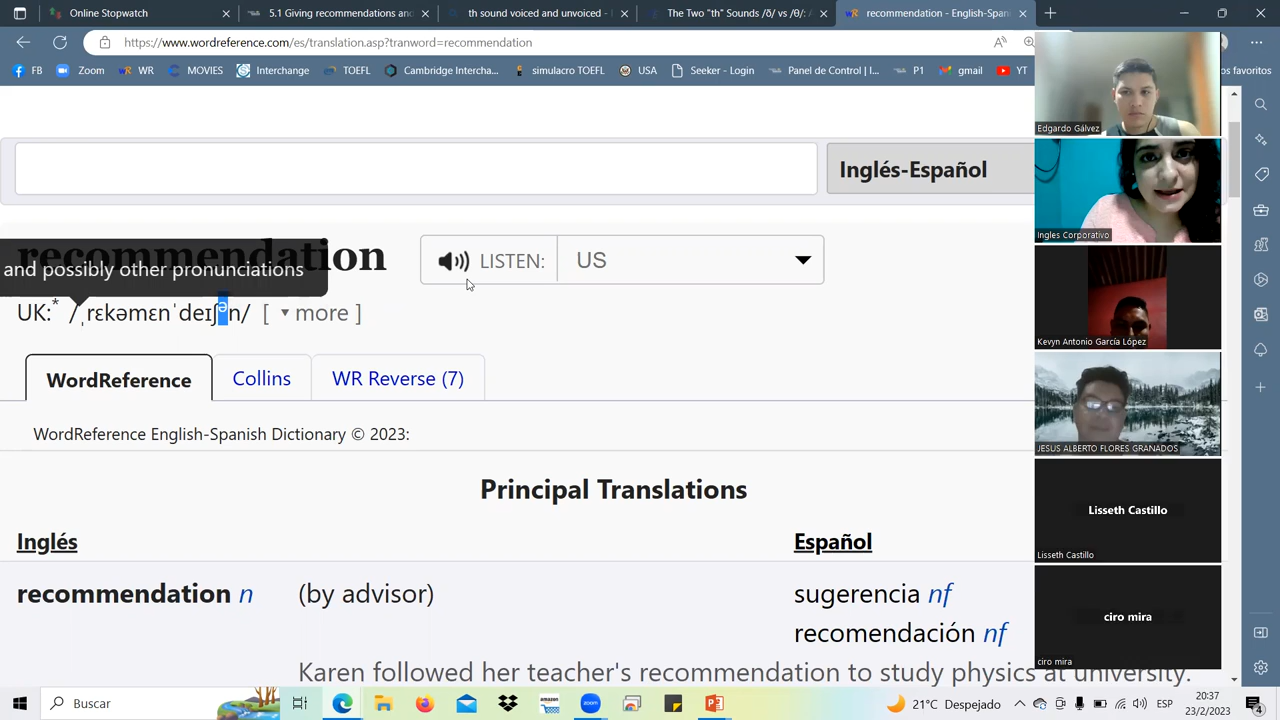 Online Stopwatch
5.1 Giving recommendations and
th sound voiced and unvoiced -
The Two "th" Sounds /ð/ vs /θ/: A
recommendation - English-Span
https://www.wordreference.com/es/translation.asp?tranword=recommendation
FB
Zoom
WR
MOVIES
Interchange
TOEFL
Cambridge Intercha...
simulacro TOEFL
USA
Seeker - Login
Panel de Control | I...
P1
gmail
YT
os favoritos
Inglés-Español
recommendation
LISTEN:
US
and possibly other pronunciations
UK:* /ˌrɛkəmɛnˈdeɪʃən/ [ ▼more ]
WordReference
Collins
WR Reverse (7)
WordReference English-Spanish Dictionary © 2023:
Principal Translations
Inglés
Español
recommendation n
(by advisor)
sugerencia nf
recomendación nf
Karen followed her teacher's recommendation to study physics at university.
Edgardo Gálvez
Ingles Corporativo
Kevyn Antonio García López
JESUS ALBERTO FLORES GRANADOS
Lisseth Castillo
Lisseth Castillo
ciro mira
ciro mira
Buscar
amazon
zoom
21°C Despejado
ESP
20:37
23/2/2023
4